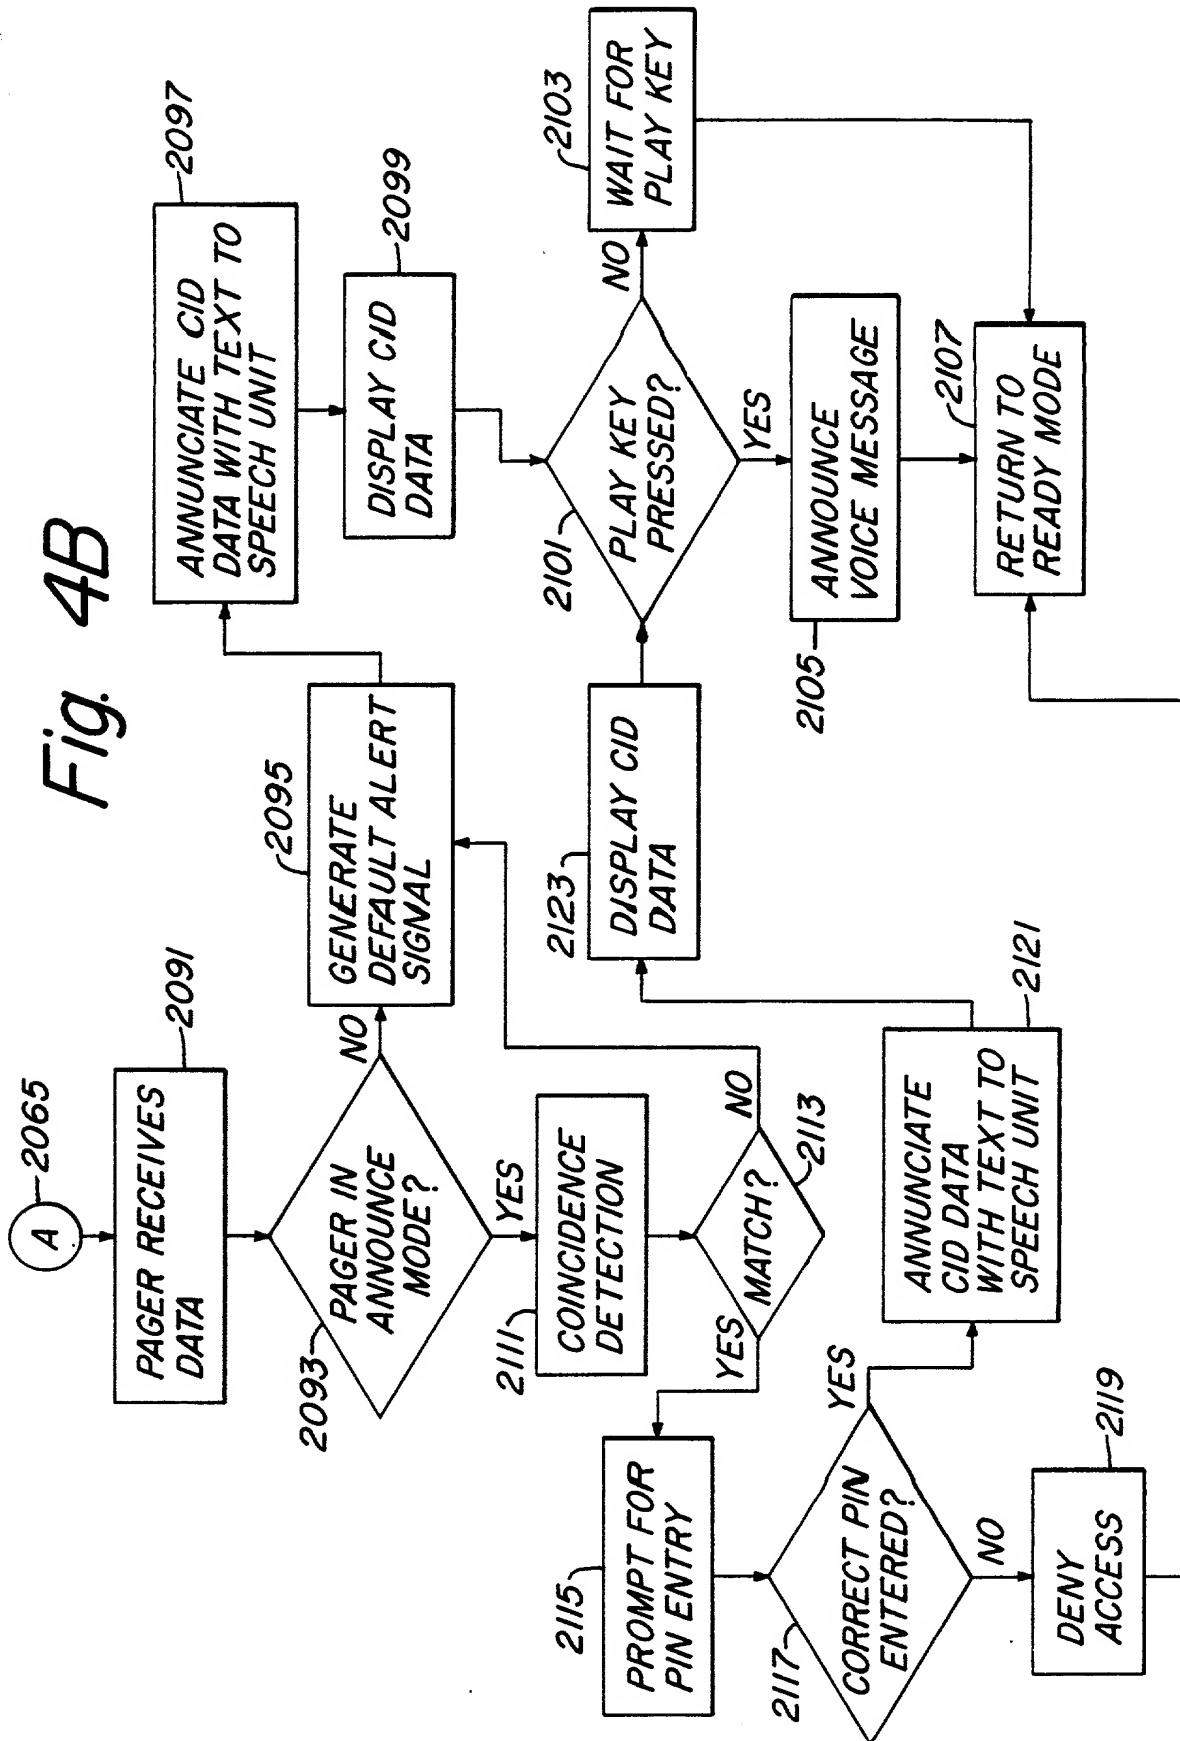 Fig. 4B
A
2065
PAGER RECEIVES
DATA
2091
PAGER IN
ANNOUNCE
MODE?
2093
NO
YES
GENERATE
DEFAULT ALERT
SIGNAL
2095
ANNUNCIATE CID
DATA WITH TEXT TO
SPEECH UNIT
2097
DISPLAY CID
DATA
2099
COINCIDENCE
DETECTION
2111
MATCH?
2113
NO
YES
PROMPT FOR
PIN ENTRY
2115
CORRECT PIN
ENTERED?
2117
YES
NO
DENY
ACCESS
2119
ANNUNCIATE
CID DATA
WITH TEXT TO
SPEECH UNIT
2121
DISPLAY CID
DATA
2123
PLAY KEY
PRESSED?
2101
NO
YES
WAIT FOR
PLAY KEY
2103
ANNOUNCE
VOICE MESSAGE
2105
RETURN TO
READY MODE
2107